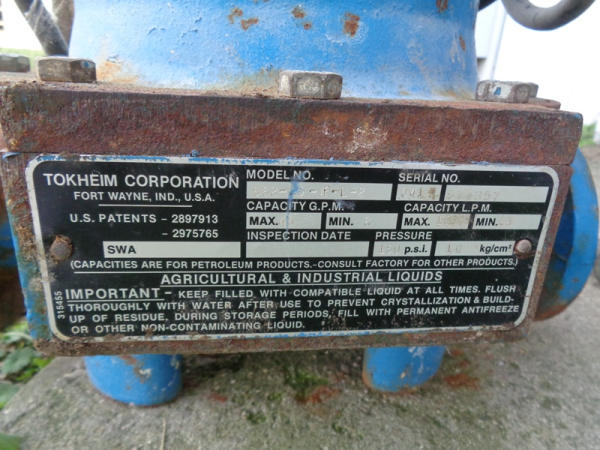 TOKHEIM CORPORATION
FORT WAYNE, IND., U.S.A.
U.S. PATENTS - 2897913
- 2975765
SWA
MODEL NO.
SERIAL NO.
CAPACITY G.P.M.
CAPACITY L.P.M.
MAX. MIN. MAX. MIN.
INSPECTION DATE PRESSURE
p.s.i. kg/cm²
(CAPACITIES ARE FOR PETROLEUM PRODUCTS.-CONSULT FACTORY FOR OTHER PRODUCTS.)
AGRICULTURAL & INDUSTRIAL LIQUIDS
IMPORTANT - KEEP FILLED WITH COMPATIBLE LIQUID AT ALL TIMES. FLUSH
THOROUGHLY WITH WATER AFTER USE TO PREVENT CRYSTALLIZATION & BUILD-
UP OF RESIDUE, DURING STORAGE PERIODS, FILL WITH PERMANENT ANTIFREEZE
OR OTHER NON-CONTAMINATING LIQUID.
315455